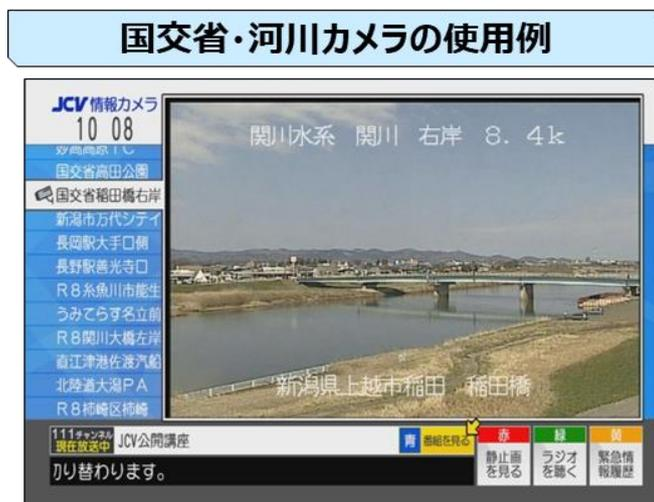 国交省・河川カメラの使用例
JCV情報カメラ
10 08
妙高高原IC
国交省高田公園
国交省稲田橋右岸
新潟市万代シテイ
長岡駅大手口側
長野駅善光寺口
R8糸魚川市能生
うみてらす名立前
R8関川大橋左岸
直江津港佐渡汽船
北陸道大潟PA
R8柿崎区柿崎
関川水系 関川 右岸 8.4k
新潟県上越市稲田 稲田橋
111チャンネル
現在放送中
JCV公開講座
青 番組を見る
赤
静止画
を見る
緑
ラジオ
を聴く
黄
緊急情
報履歴
切り替わります。